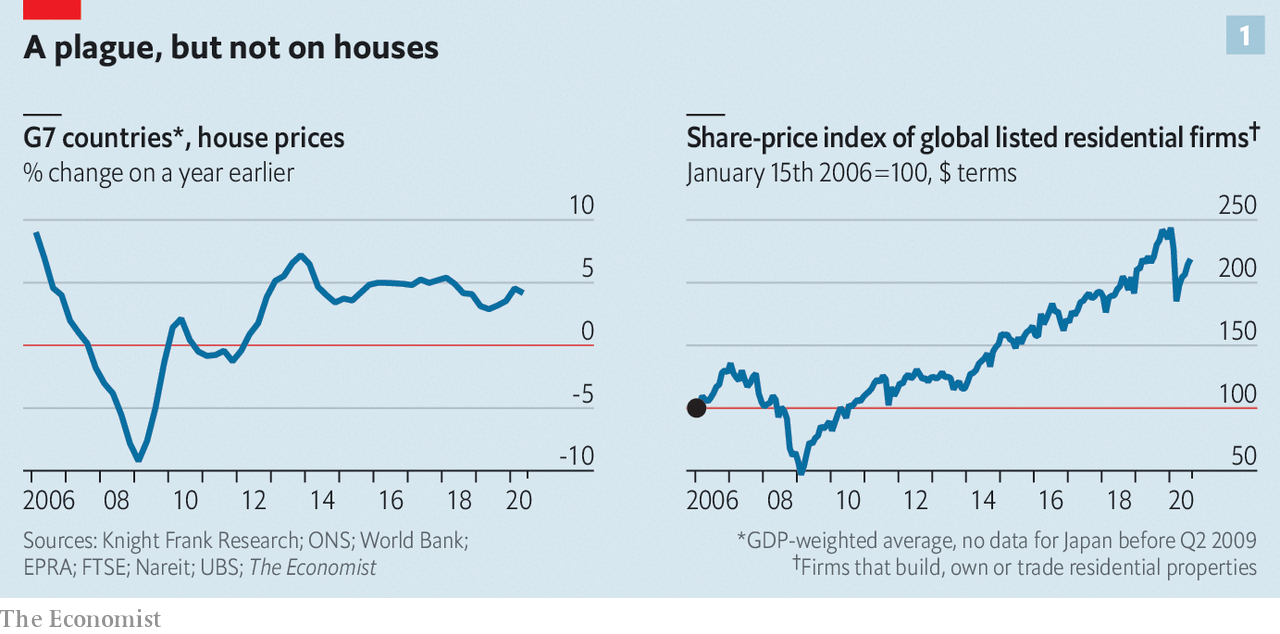 1
A plague, but not on houses
G7 countries*, house prices
% change on a year earlier
10
5
0
-5
-10
2006 08 10 12 14 16 18 20
Share-price index of global listed residential firms†
January 15th 2006=100, $ terms
250
200
150
100
50
2006 08 10 12 14 16 18 20
Sources: Knight Frank Research; ONS; World Bank;
EPRA; FTSE; Nareit; UBS; The Economist
*GDP-weighted average, no data for Japan before Q2 2009
†Firms that build, own or trade residential properties
The Economist